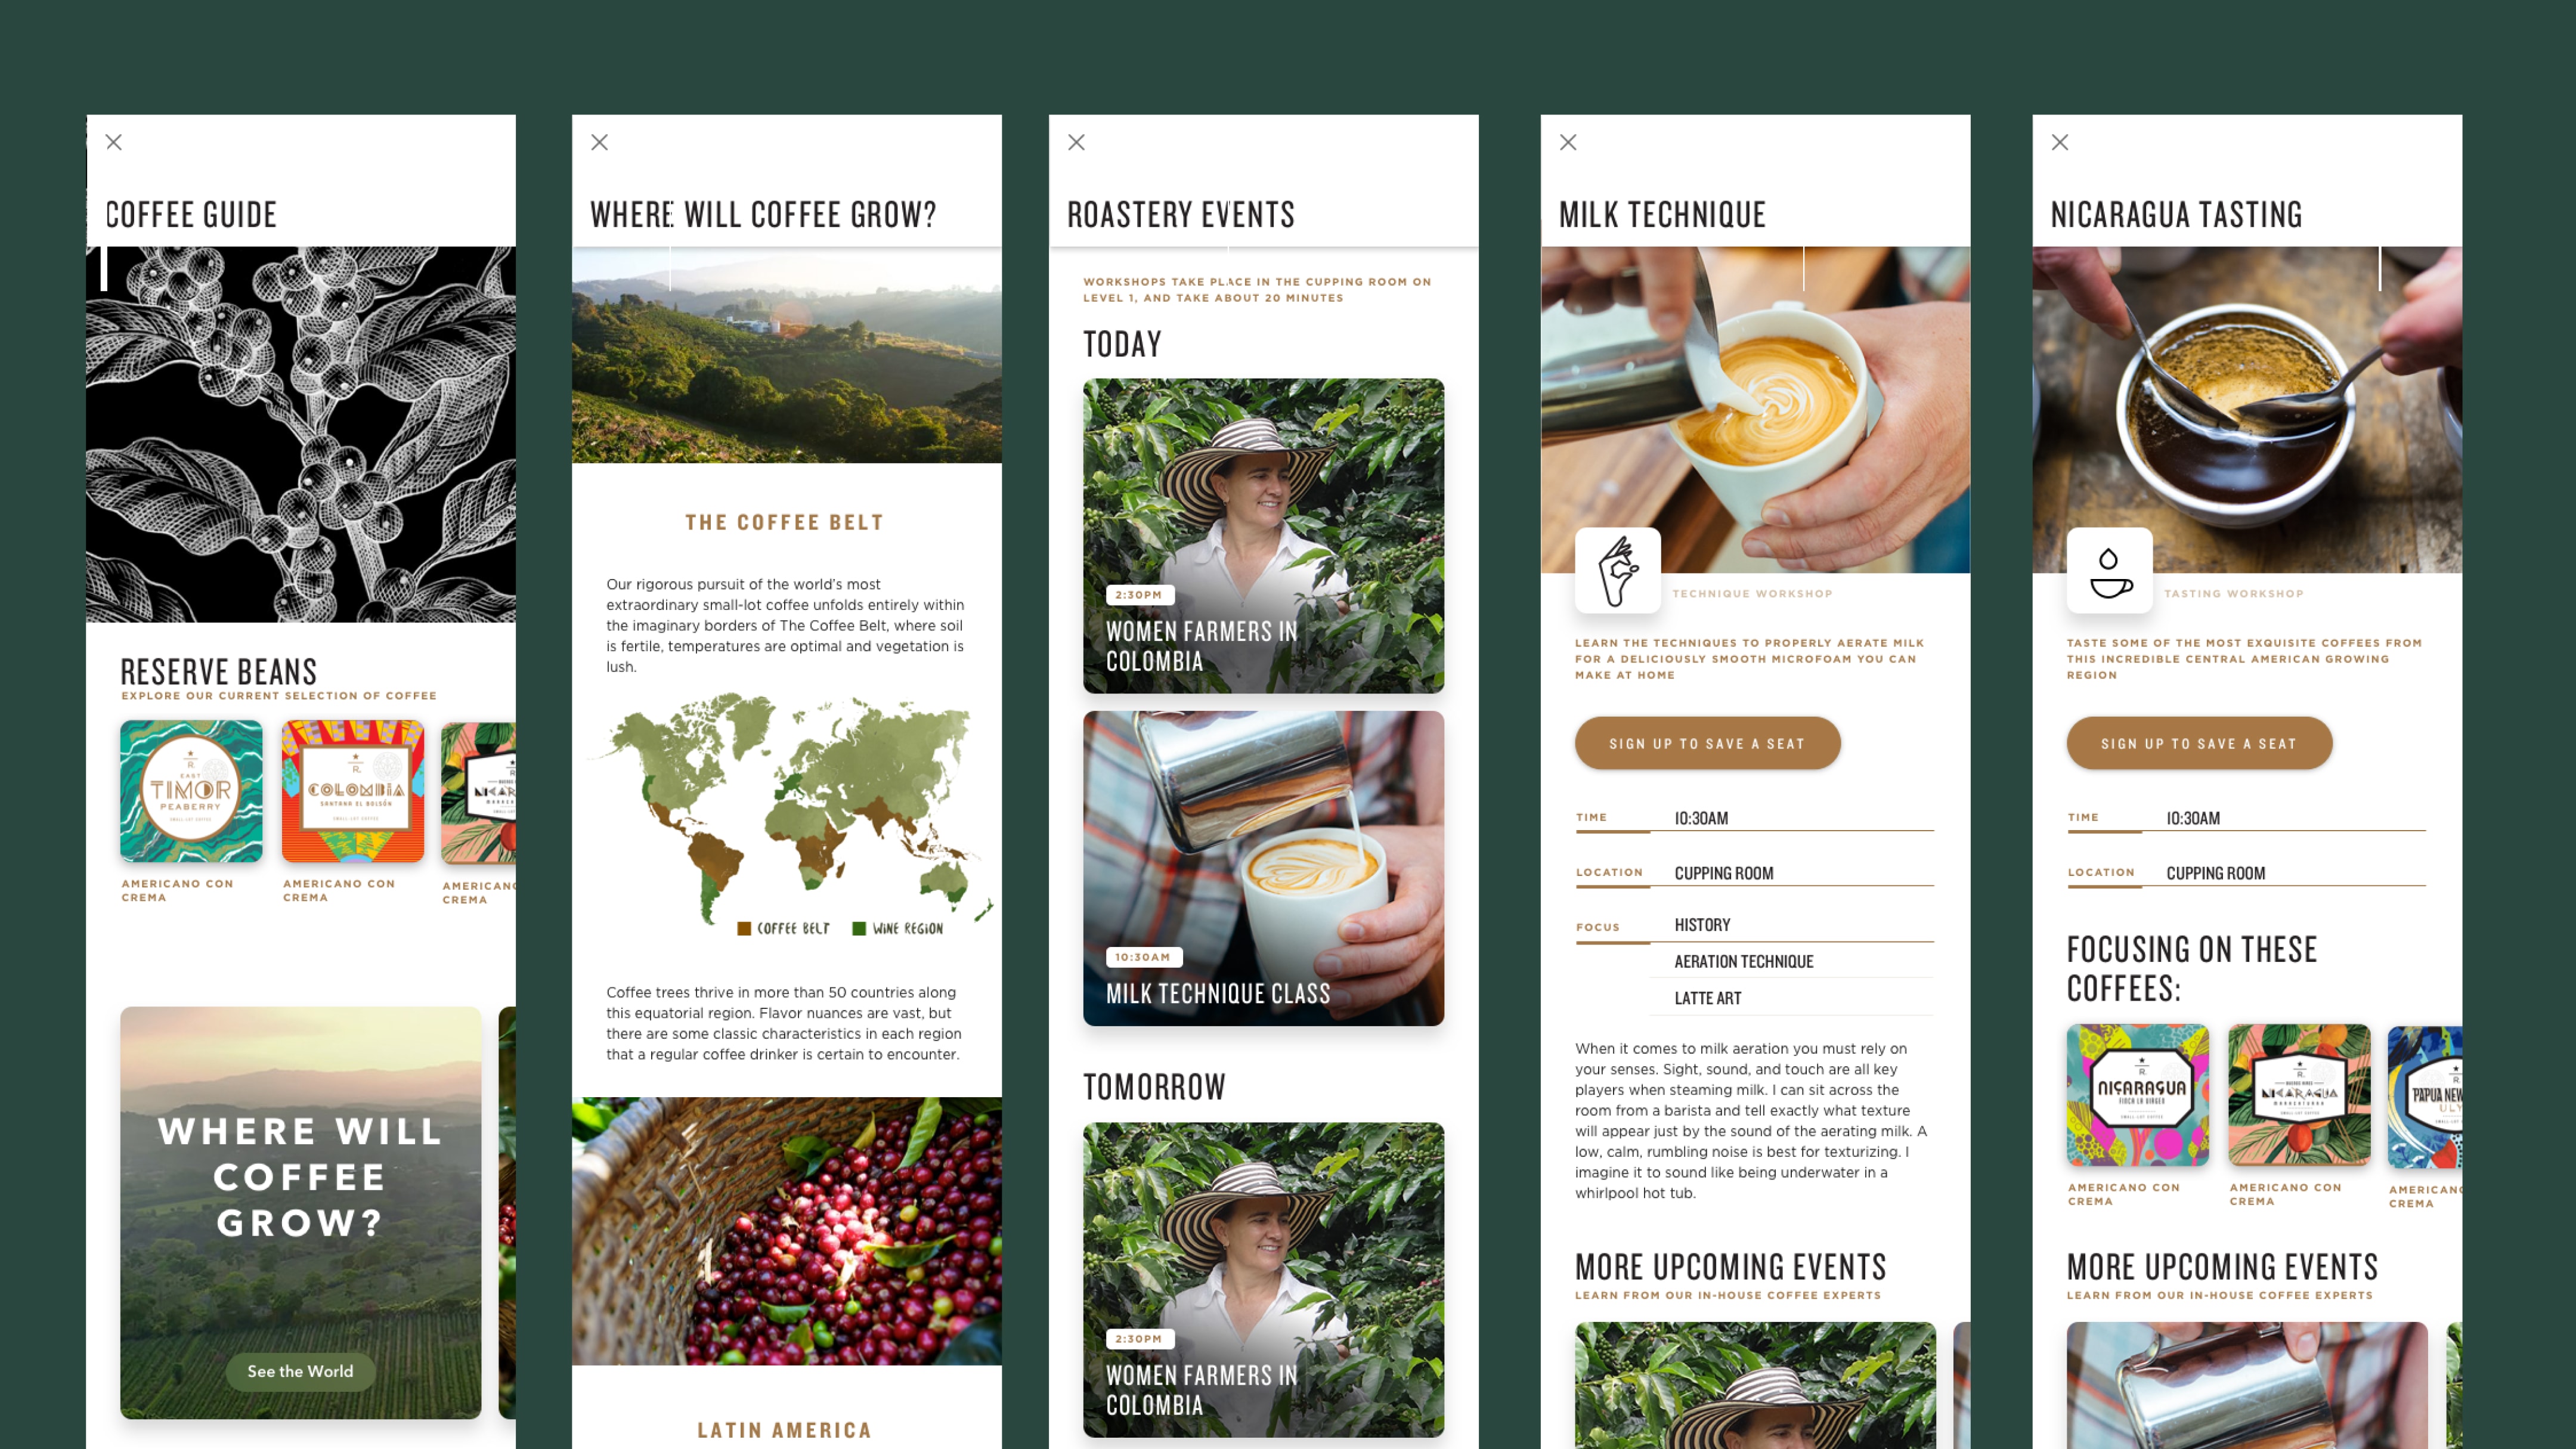 COFFEE GUIDE
RESERVE BEANS
EXPLORE OUR CURRENT SELECTION OF COFFEE
R.
EAST
TIMOR
PEABERRY
SMALL-LOT COFFEE
R.
COLOMBIA
SANTANA EL BOLSÓN
SMALL-LOT COFFEE
R.
AMERICANO CON
CREMA
AMERICANO CON
CREMA
AMERICANO
CREMA
WHERE WILL
COFFEE
GROW?
See the World
WHERE WILL COFFEE GROW?
THE COFFEE BELT
Our rigorous pursuit of the world's most
extraordinary small-lot coffee unfolds entirely within
the imaginary borders of The Coffee Belt, where soil
is fertile, temperatures are optimal and vegetation is
lush.
COFFEE BELT
WINE REGION
Coffee trees thrive in more than 50 countries along
this equatorial region. Flavor nuances are vast, but
there are some classic characteristics in each region
that a regular coffee drinker is certain to encounter.
LATIN AMERICA
ROASTERY EVENTS
WORKSHOPS TAKE PLACE IN THE CUPPING ROOM ON
LEVEL 1, AND TAKE ABOUT 20 MINUTES
TODAY
2:30PM
WOMEN FARMERS IN
COLOMBIA
10:30AM
MILK TECHNIQUE CLASS
TOMORROW
2:30PM
WOMEN FARMERS IN
COLOMBIA
MILK TECHNIQUE
TECHNIQUE WORKSHOP
LEARN THE TECHNIQUES TO PROPERLY AERATE MILK
FOR A DELICIOUSLY SMOOTH MICROFOAM YOU CAN
MAKE AT HOME
SIGN UP TO SAVE A SEAT
TIME 10:30AM
LOCATION CUPPING ROOM
FOCUS HISTORY
AERATION TECHNIQUE
LATTE ART
When it comes to milk aeration you must rely on
your senses. Sight, sound, and touch are all key
players when steaming milk. I can sit across the
room from a barista and tell exactly what texture
will appear just by the sound of the aerating milk. A
low, calm, rumbling noise is best for texturizing. I
imagine it to sound like being underwater in a
whirlpool hot tub.
MORE UPCOMING EVENTS
LEARN FROM OUR IN-HOUSE COFFEE EXPERTS
NICARAGUA TASTING
TASTING WORKSHOP
TASTE SOME OF THE MOST EXQUISITE COFFEES FROM
THIS INCREDIBLE CENTRAL AMERICAN GROWING
REGION
SIGN UP TO SAVE A SEAT
TIME 10:30AM
LOCATION CUPPING ROOM
FOCUSING ON THESE
COFFEES:
R.
NICARAGUA
SMALL-LOT COFFEE
R.
BUENOS AIRES
NICARAGUA
SMALL-LOT COFFEE
PAPUA NEW
AMERICANO CON
CREMA
AMERICANO CON
CREMA
AMERICANO
CREMA
MORE UPCOMING EVENTS
LEARN FROM OUR IN-HOUSE COFFEE EXPERTS